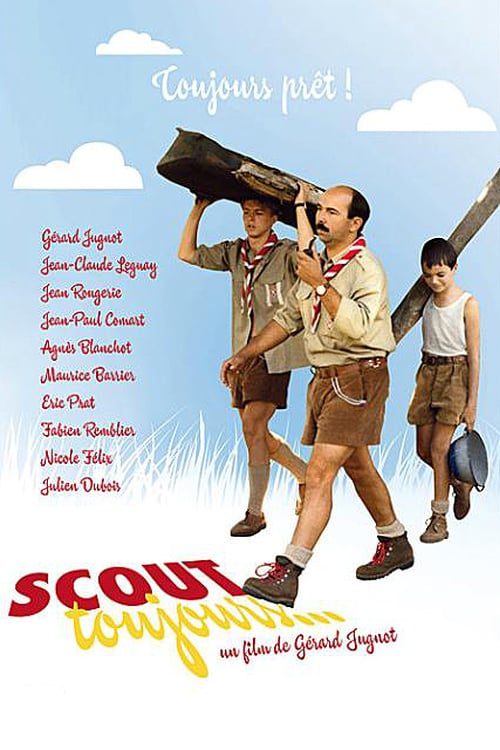 Toujours prêt !
Gérard Jugnot
Jean-Claude Leguay
Jean Rougerie
Jean-Paul Comart
Agnès Blanchot
Maurice Barrier
Eric Prat
Fabien Remblier
Nicole Félix
Julien Dubois
SCOUT
toujours...
un film de Gérard Jugnot